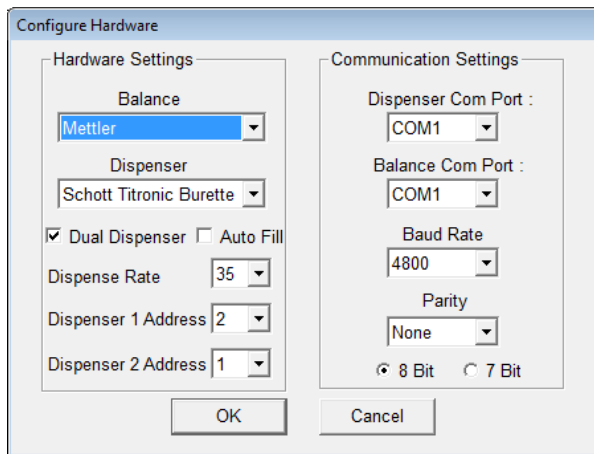 Configure Hardware
Hardware Settings
Balance
Mettler
Dispenser
Schott Titronic Burette
Dual Dispenser Auto Fill
Dispense Rate 35
Dispenser 1 Address 2
Dispenser 2 Address 1
Communication Settings
Dispenser Com Port :
COM1
Balance Com Port :
COM1
Baud Rate
4800
Parity
None
8 Bit 7 Bit
OK
Cancel